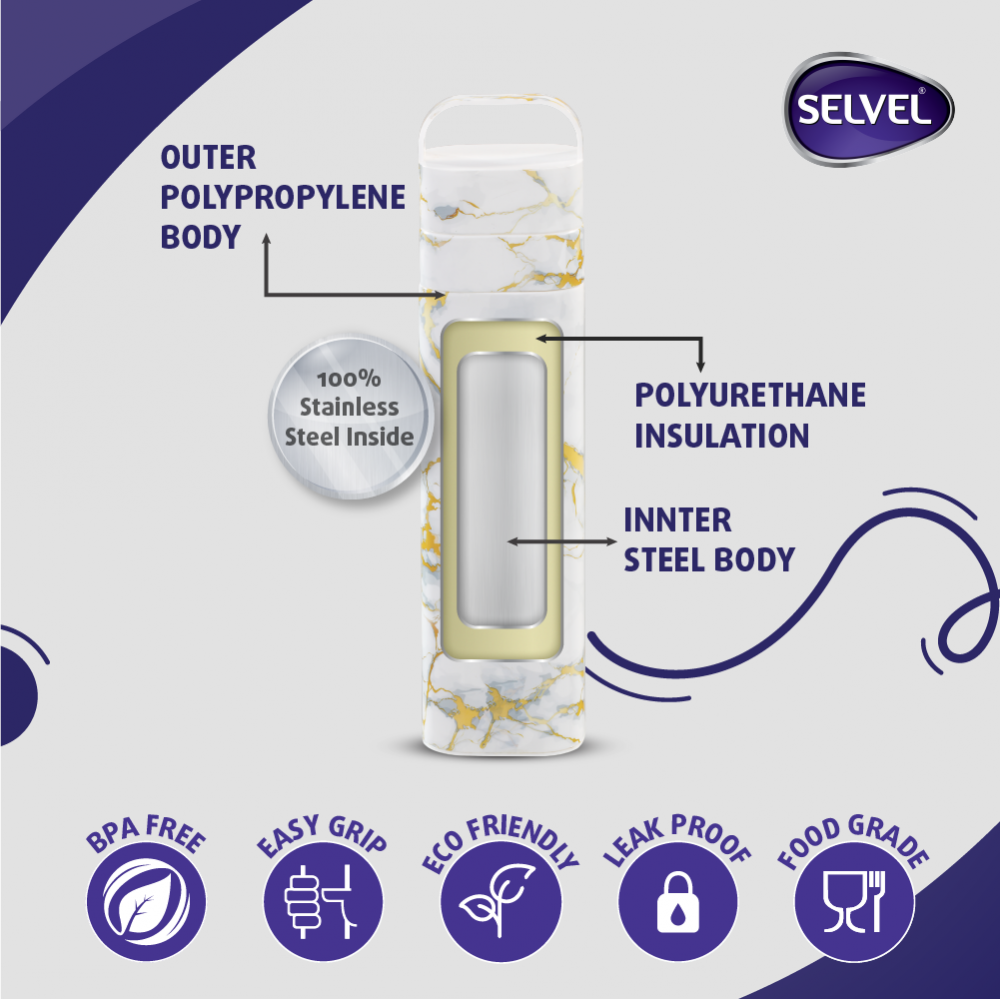 SELVEL®
OUTER
POLYPROPYLENE
BODY
100%
Stainless
Steel Inside
POLYURETHANE
INSULATION
INNTER
STEEL BODY
BPA FREE
EASY GRIP
ECO FRIENDLY
LEAK PROOF
FOOD GRADE